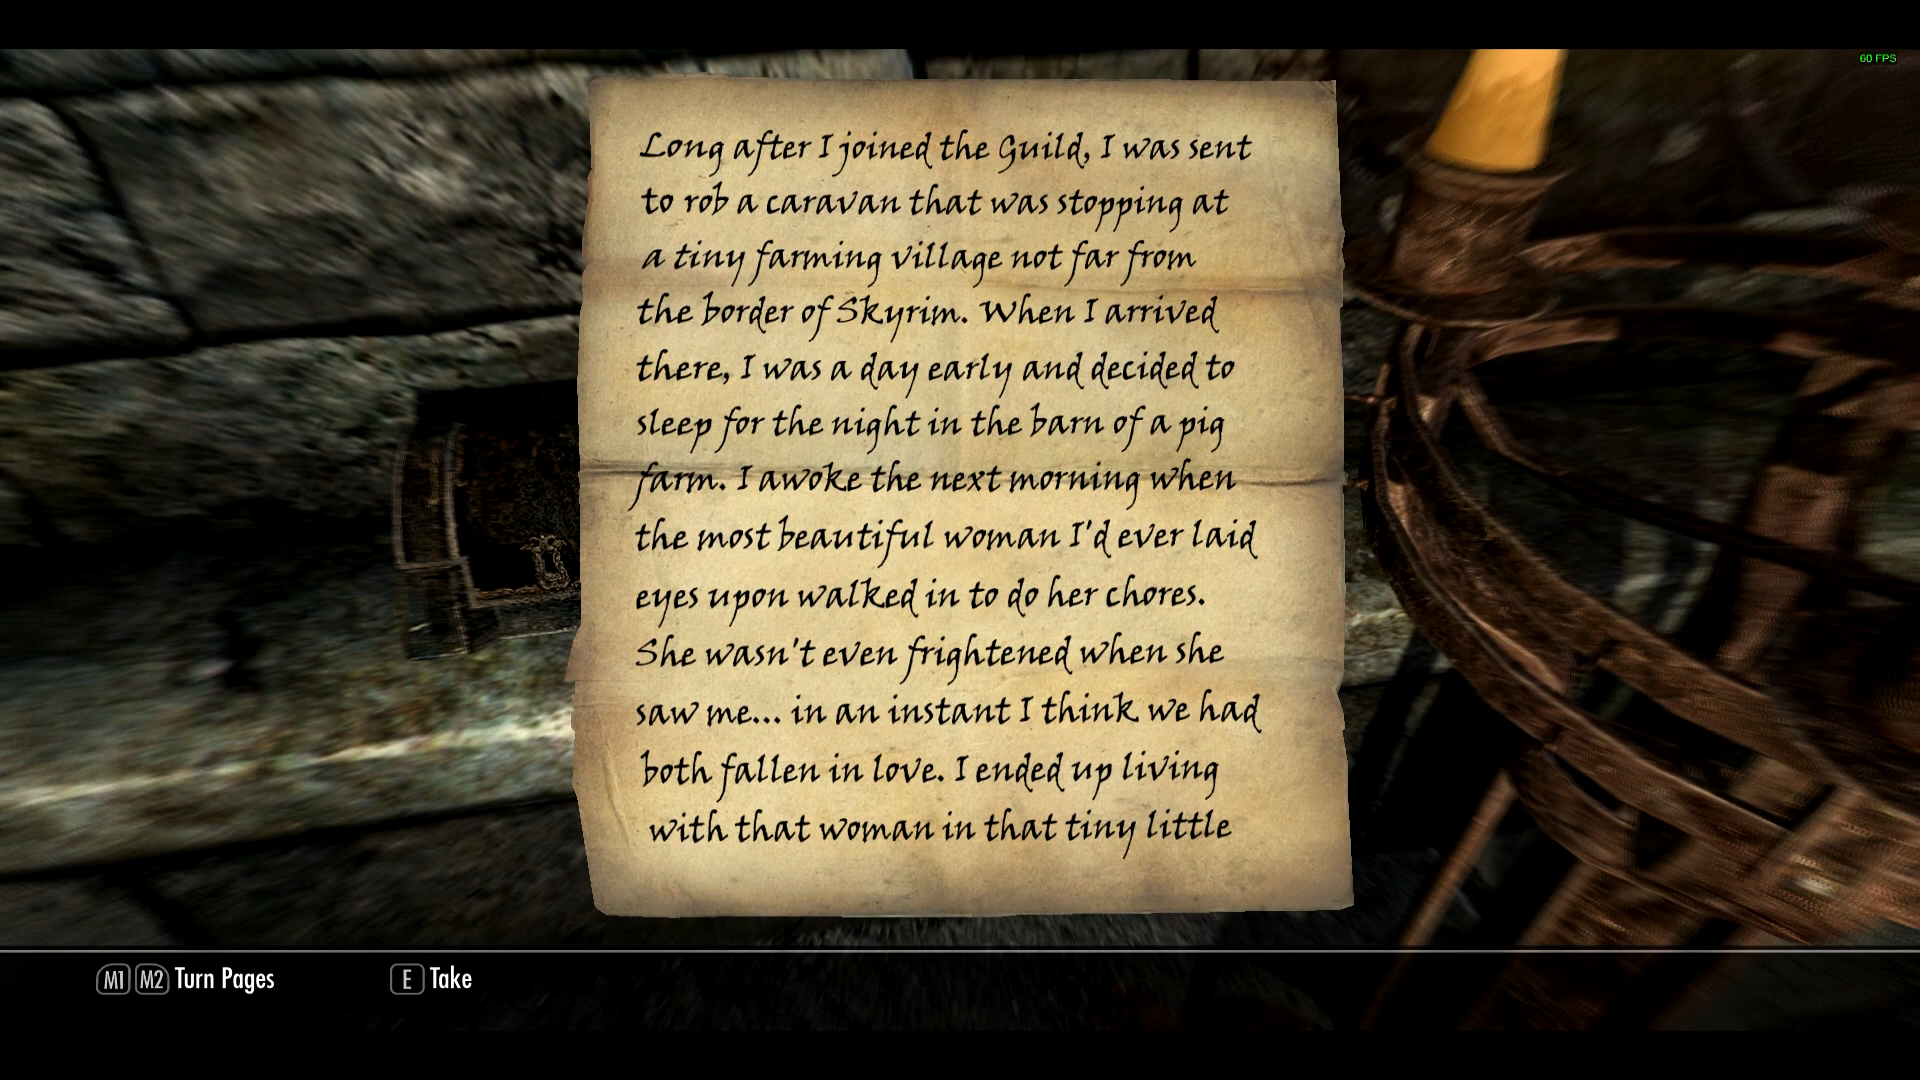 60 FPS
Long after I joined the Guild, I was sent
to rob a caravan that was stopping at
a tiny farming village not far from
the border of Skyrim. When I arrived
there, I was a day early and decided to
sleep for the night in the barn of a pig
farm. I awoke the next morning when
the most beautiful woman I'd ever laid
eyes upon walked in to do her chores.
She wasn't even frightened when she
saw me... in an instant I think we had
both fallen in love. I ended up living
with that woman in that tiny little
M1 M2 Turn Pages E Take